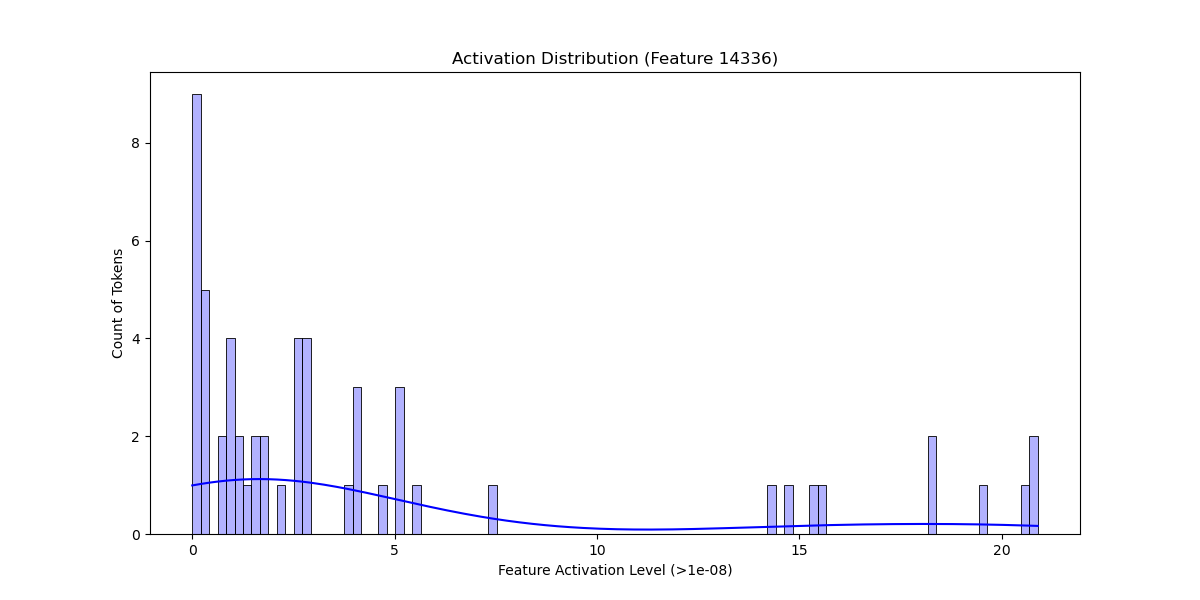 Activation Distribution (Feature 14336)
Count of Tokens
8
6
4
2
0
0 5 10 15 20
Feature Activation Level (>1e-08)